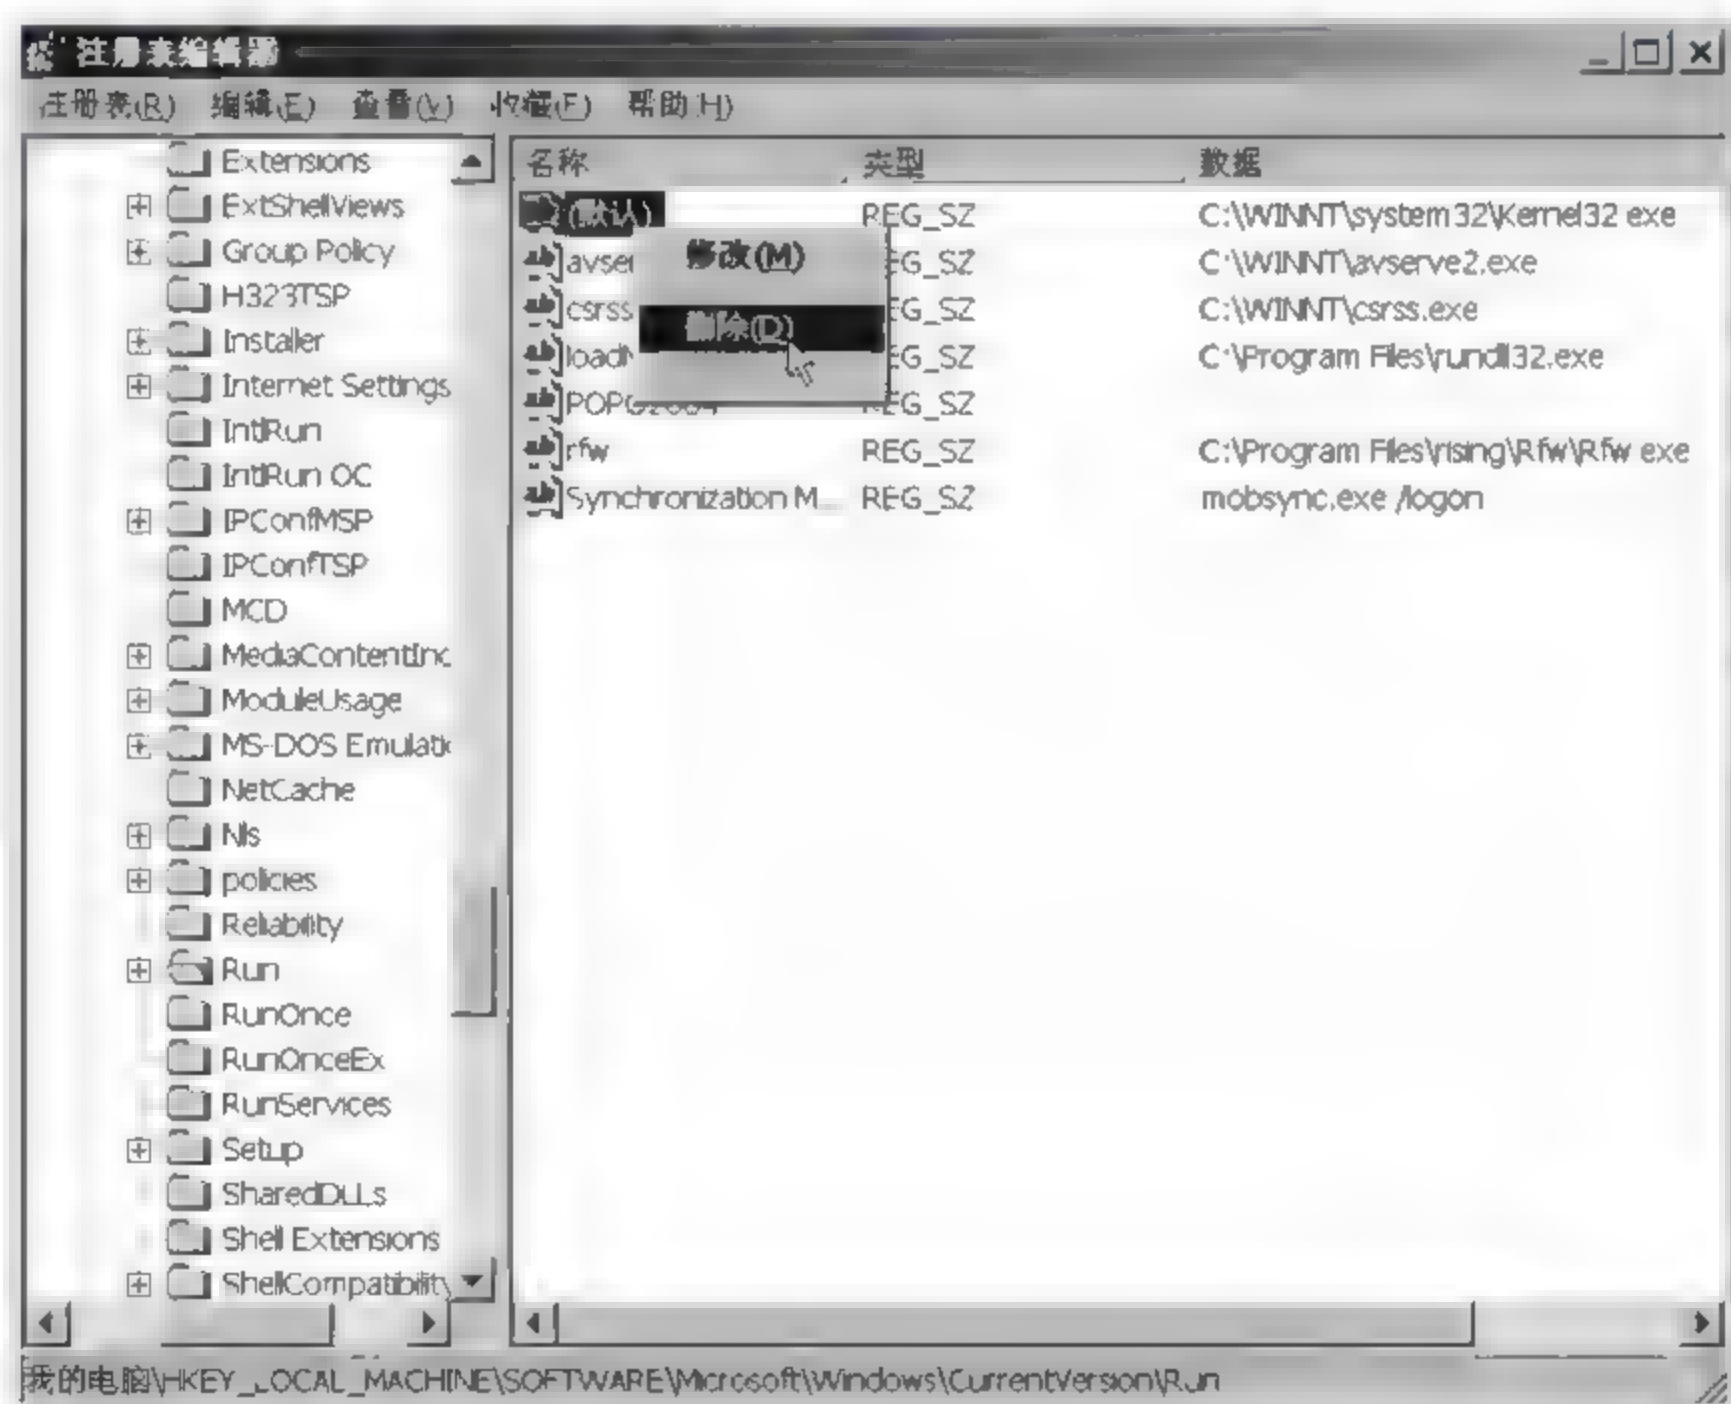 注册表编辑器
注册表(R) 编辑(E) 查看(V) 收藏(F) 帮助(H)
Extensions
ExtShellViews
Group Policy
H323TSP
Installer
Internet Settings
IntlRun
IntlRun OC
IPConfMSP
IPConfTSP
MCD
MediaContentInc
ModuleUsage
MS-DOS Emulati
NetCache
Nls
policies
Reliability
Run
RunOnce
RunOnceEx
RunServices
Setup
SharedDLLs
Shell Extensions
ShellCompatibility
名称 类型 数据
(默认) REG_SZ C:\WINNT\system32\Kernel32.exe
avser EG_SZ C:\WINNT\avserve2.exe
csrss EG_SZ C:\WINNT\csrss.exe
EG_SZ C:\Program Files\rundll32.exe
REG_SZ
rfw REG_SZ C:\Program Files\rising\Rfw\Rfw.exe
Synchronization M... REG_SZ mobsync.exe /logon
修改(M)
删除(D)
我的电脑\HKEY_LOCAL_MACHINE\SOFTWARE\Microsoft\Windows\CurrentVersion\Run